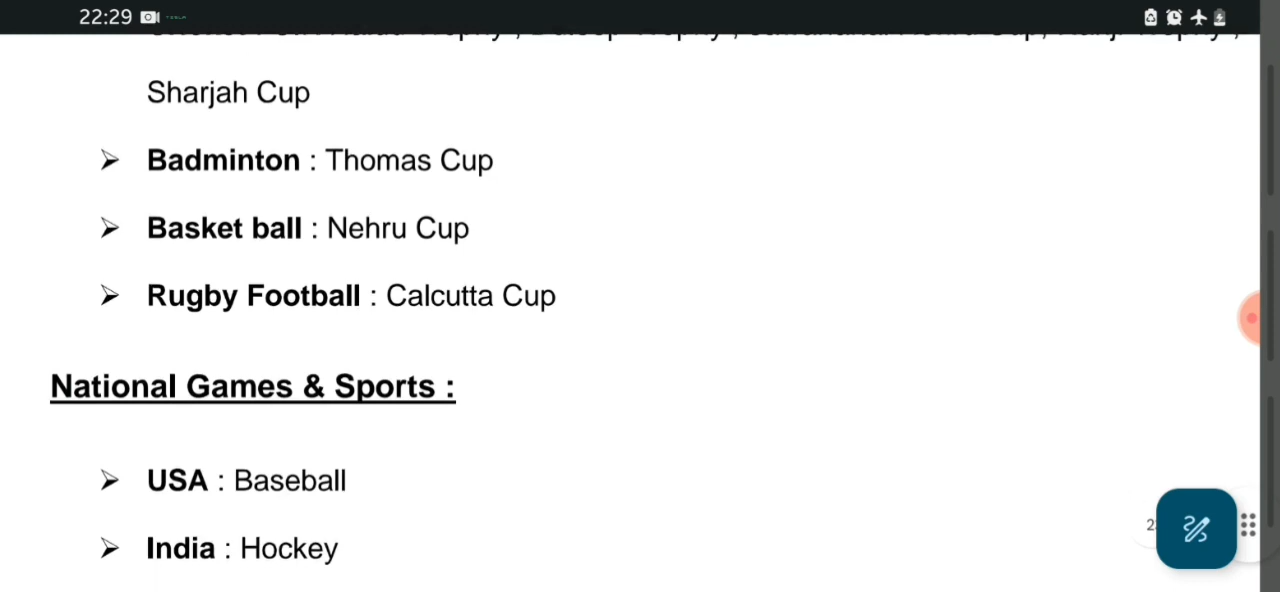 22:29
Sharjah Cup
➢ Badminton : Thomas Cup
➢ Basket ball : Nehru Cup
➢ Rugby Football : Calcutta Cup
National Games & Sports :
➢ USA : Baseball
➢ India : Hockey